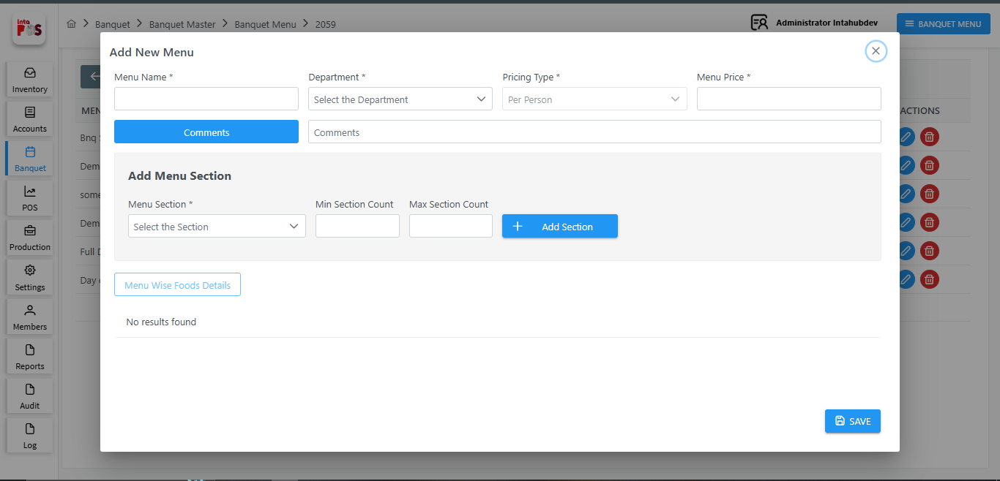 Inta
POS
Banquet
Banquet Master
Banquet Menu
2059
Administrator Intahubdev
BANQUET MENU
Inventory
Accounts
Banquet
POS
Production
Settings
Members
Reports
Audit
Log
MEN
ACTIONS
Bnq
Dem
some
Dem
Full D
Day
Add New Menu
Menu Name *
Department *
Pricing Type *
Menu Price *
Select the Department
Per Person
Comments
Comments
Add Menu Section
Menu Section *
Min Section Count
Max Section Count
Select the Section
Add Section
Menu Wise Foods Details
No results found
SAVE